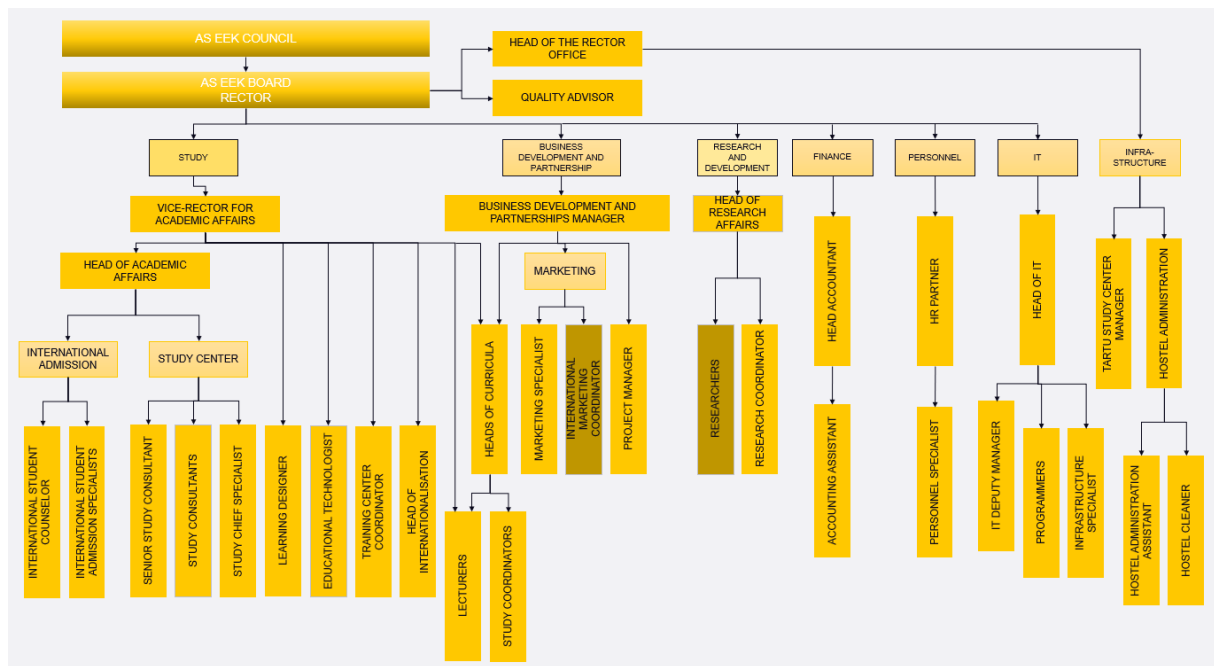 AS EEK COUNCIL
HEAD OF THE RECTOR
OFFICE
AS EEK BOARD
RECTOR
QUALITY ADVISOR
STUDY
BUSINESS
DEVELOPMENT AND
PARTNERSHIP
RESEARCH
AND
DEVELOPMENT
FINANCE
PERSONNEL
IT
INFRA-
STRUCTURE
VICE-RECTOR FOR
ACADEMIC AFFAIRS
BUSINESS DEVELOPMENT AND
PARTNERSHIPS MANAGER
HEAD OF
RESEARCH
AFFAIRS
HEAD OF ACADEMIC
AFFAIRS
MARKETING
HEAD ACCOUNTANT
HR PARTNER
HEAD OF IT
TARTU STUDY CENTER
MANAGER
HOSTEL ADMINISTRATION
INTERNATIONAL
ADMISSION
STUDY CENTER
HEADS OF CURRICULA
MARKETING SPECIALIST
INTERNATIONAL
MARKETING
COORDINATOR
PROJECT MANAGER
RESEARCHERS
RESEARCH COORDINATOR
INTERNATIONAL STUDENT
COUNSELOR
INTERNATIONAL STUDENT
ADMISSION SPECIALISTS
SENIOR STUDY CONSULTANT
STUDY CONSULTANTS
STUDY CHIEF SPECIALIST
LEARNING DESIGNER
EDUCATIONAL TECHNOLOGIST
TRAINING CENTER
COORDINATOR
HEAD OF
INTERNATIONALISATION
LECTURERS
STUDY COORDINATORS
ACCOUNTING ASSISTANT
PERSONNEL SPECIALIST
IT DEPUTY MANAGER
PROGRAMMERS
INFRASTRUCTURE
SPECIALIST
HOSTEL ADMINISTRATION
ASSISTANT
HOSTEL CLEANER